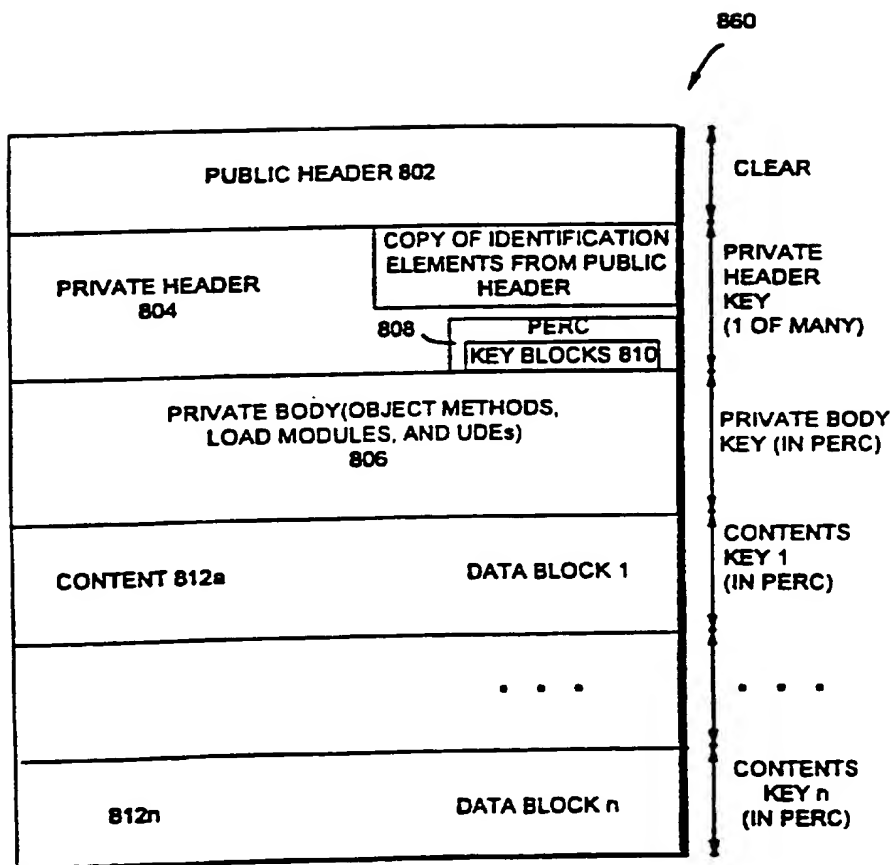 860
PUBLIC HEADER 802
CLEAR
COPY OF IDENTIFICATION
ELEMENTS FROM PUBLIC
HEADER
PRIVATE HEADER
804
PRIVATE
HEADER
KEY
(1 OF MANY)
808
PERC
KEY BLOCKS 810
PRIVATE BODY(OBJECT METHODS,
LOAD MODULES, AND UDEs)
806
PRIVATE BODY
KEY (IN PERC)
CONTENT 812a
DATA BLOCK 1
CONTENTS
KEY 1
(IN PERC)
. . .
. . .
812n
DATA BLOCK n
CONTENTS
KEY n
(IN PERC)